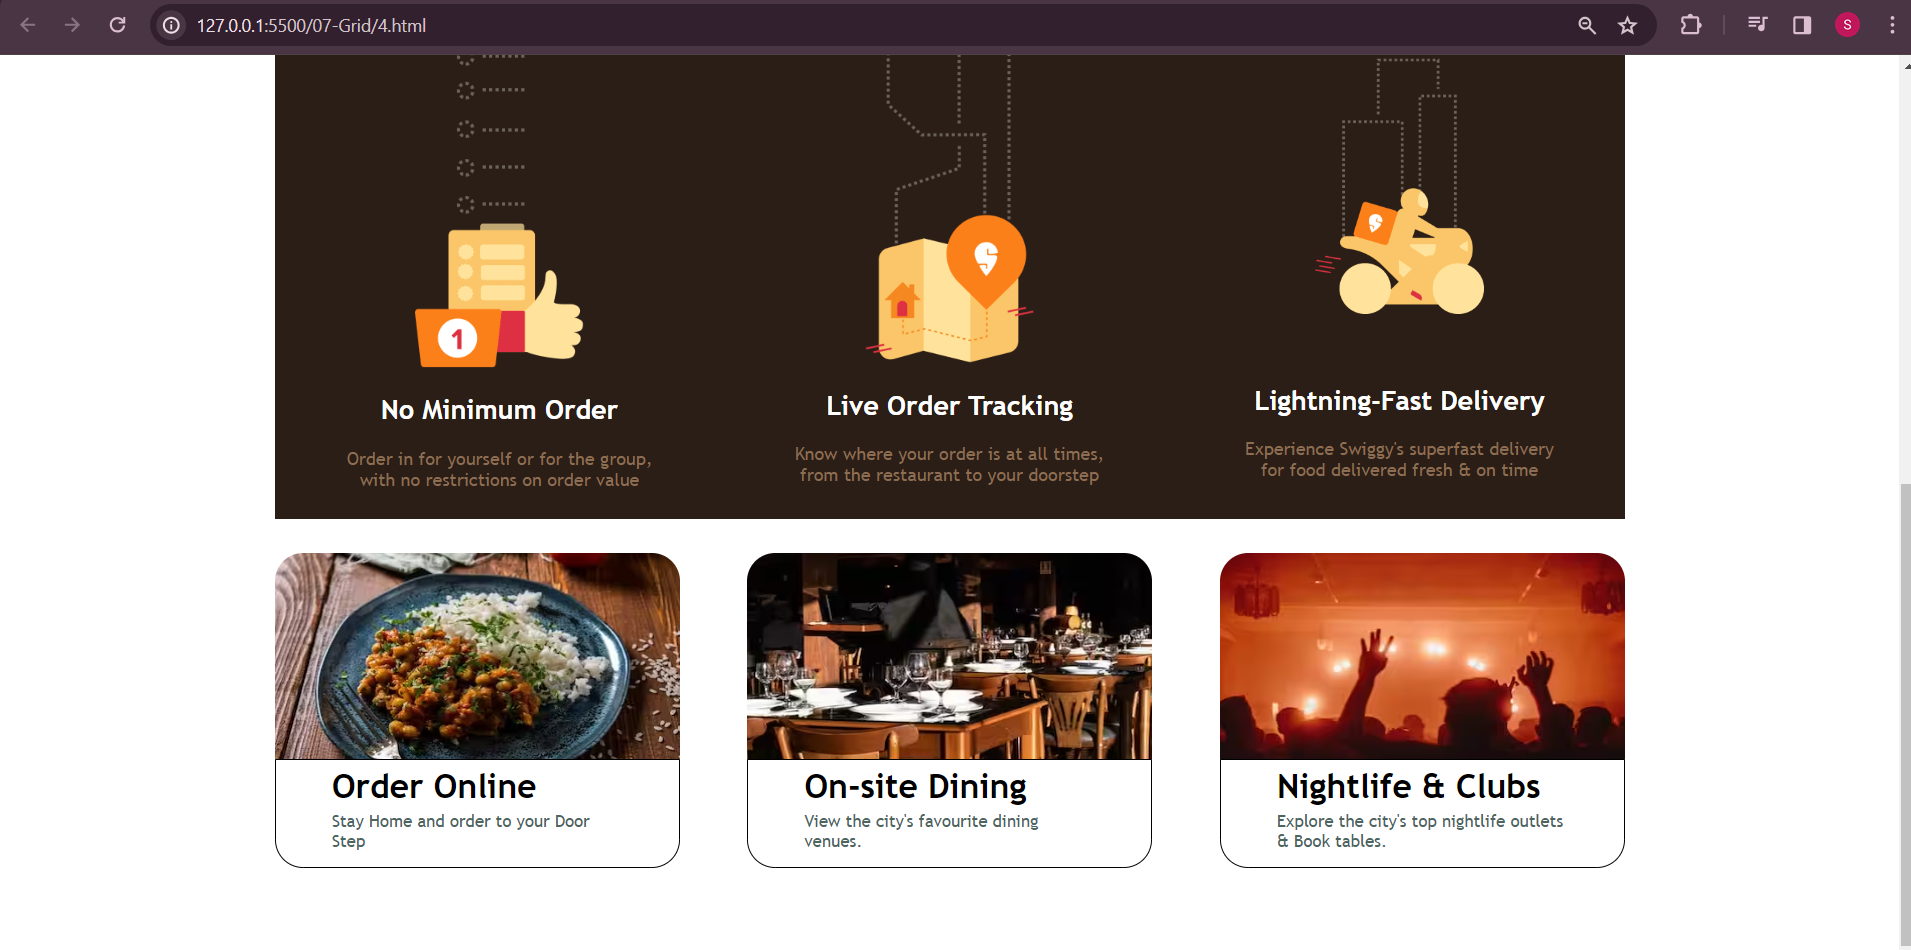 127.0.0.1:5500/07-Grid/4.html
S
1
No Minimum Order
Order in for yourself or for the group,
with no restrictions on order value
Live Order Tracking
Know where your order is at all times,
from the restaurant to your doorstep
Lightning-Fast Delivery
Experience Swiggy's superfast delivery
for food delivered fresh & on time
Order Online
Stay Home and order to your Door
Step
On-site Dining
View the city's favourite dining
venues.
Nightlife & Clubs
Explore the city's top nightlife outlets
& Book tables.